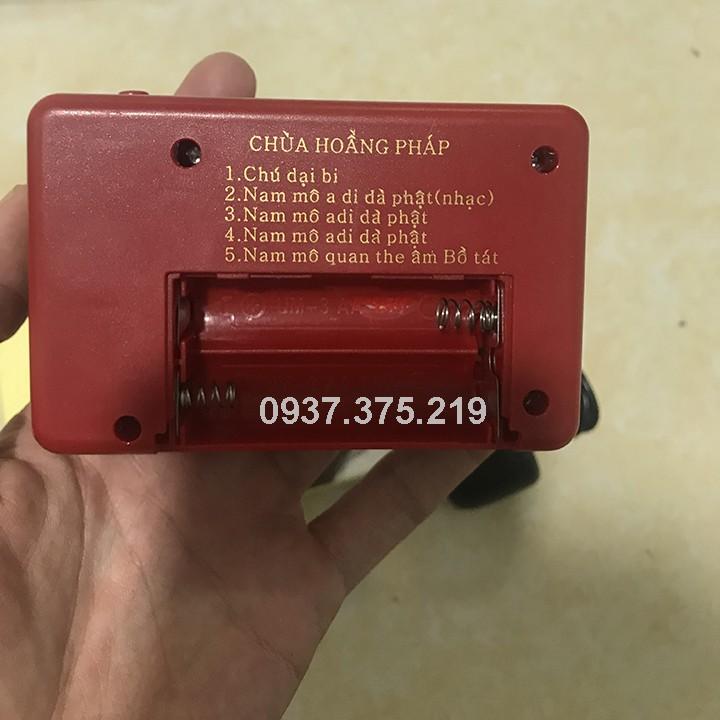 CHÙA HOẰNG PHÁP
1.Chú dại bi
2.Nam mô a di dà phật(nhạc)
3.Nam mô adi dà phật
4.Nam mô adi dà phật
5.Nam mô quan the âm Bồ tát
0937.375.219